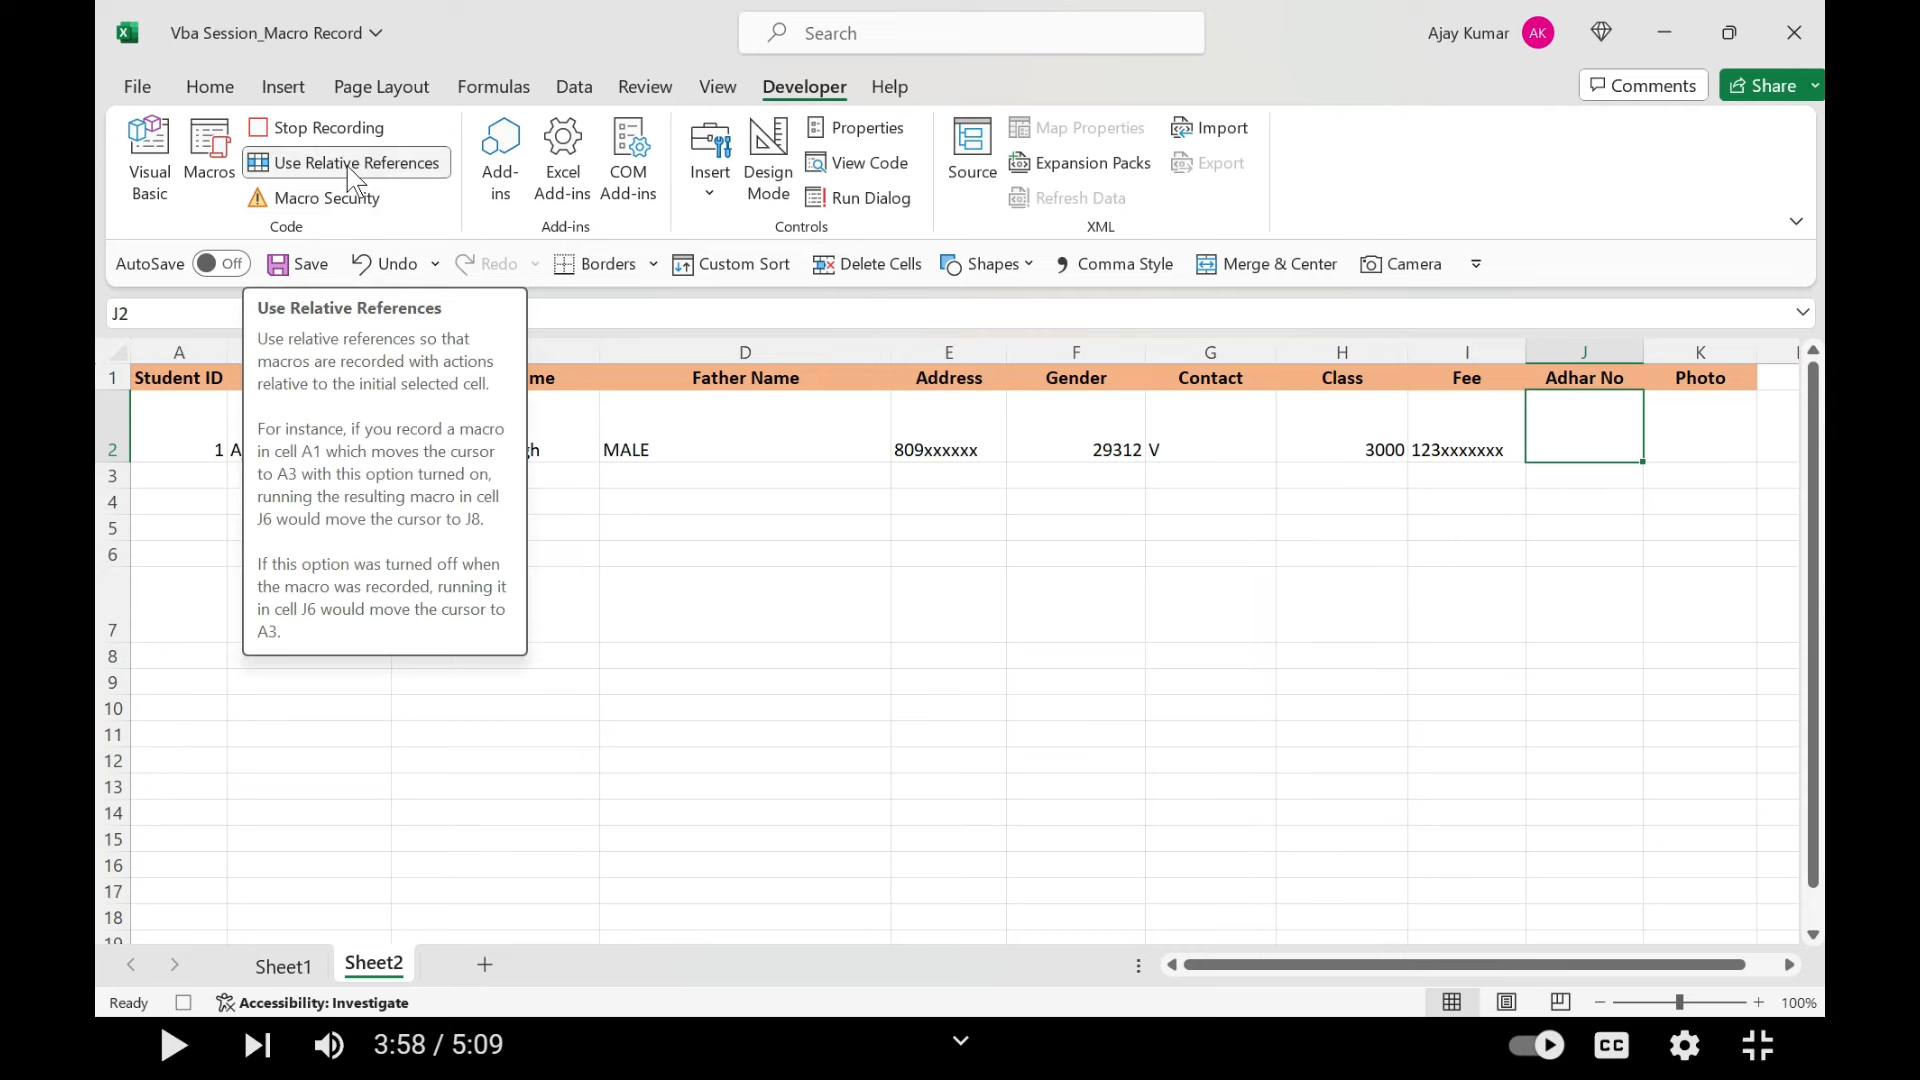 Vba Session_Macro Record
Search
Ajay Kumar
AK
File Home Insert Page Layout Formulas Data Review View Developer Help
Comments
Share
Visual Basic
Macros
Stop Recording
Use Relative References
Macro Security
Code
Add-ins
Excel Add-ins
COM Add-ins
Add-ins
Insert
Design Mode
Properties
View Code
Run Dialog
Controls
Source
Map Properties
Expansion Packs
Refresh Data
Import
Export
XML
AutoSave Off Save Undo Redo Borders Custom Sort Delete Cells Shapes Comma Style Merge & Center Camera
J2
Use Relative References
Use relative references so that
macros are recorded with actions
relative to the initial selected cell.
For instance, if you record a macro
in cell A1 which moves the cursor
to A3 with this option turned on,
running the resulting macro in cell
J6 would move the cursor to J8.
If this option was turned off when
the macro was recorded, running it
in cell J6 would move the cursor to
A3.
A D E F G H I J K
1 Student ID me Father Name Address Gender Contact Class Fee Adhar No Photo
2 1 A h MALE 809xxxxxx 29312 V 3000 123xxxxxxx
3
4
5
6
7
8
9
10
11
12
13
14
15
16
17
18
19
Sheet1 Sheet2
Ready Accessibility: Investigate 100%
3:58 / 5:09
CC